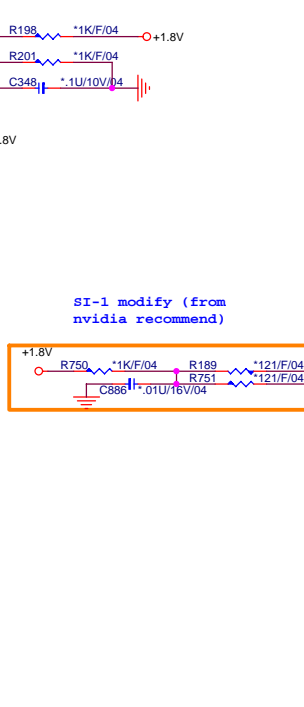 R198 *1K/F/04 +1.8V
R201 *1K/F/04
C348 *.1U/10V/04
.8V
SI-1 modify (from
nvidia recommend)
+1.8V
R750 *1K/F/04 R189 *121/F/04
R751 *121/F/04
C886 *.01U/16V/04